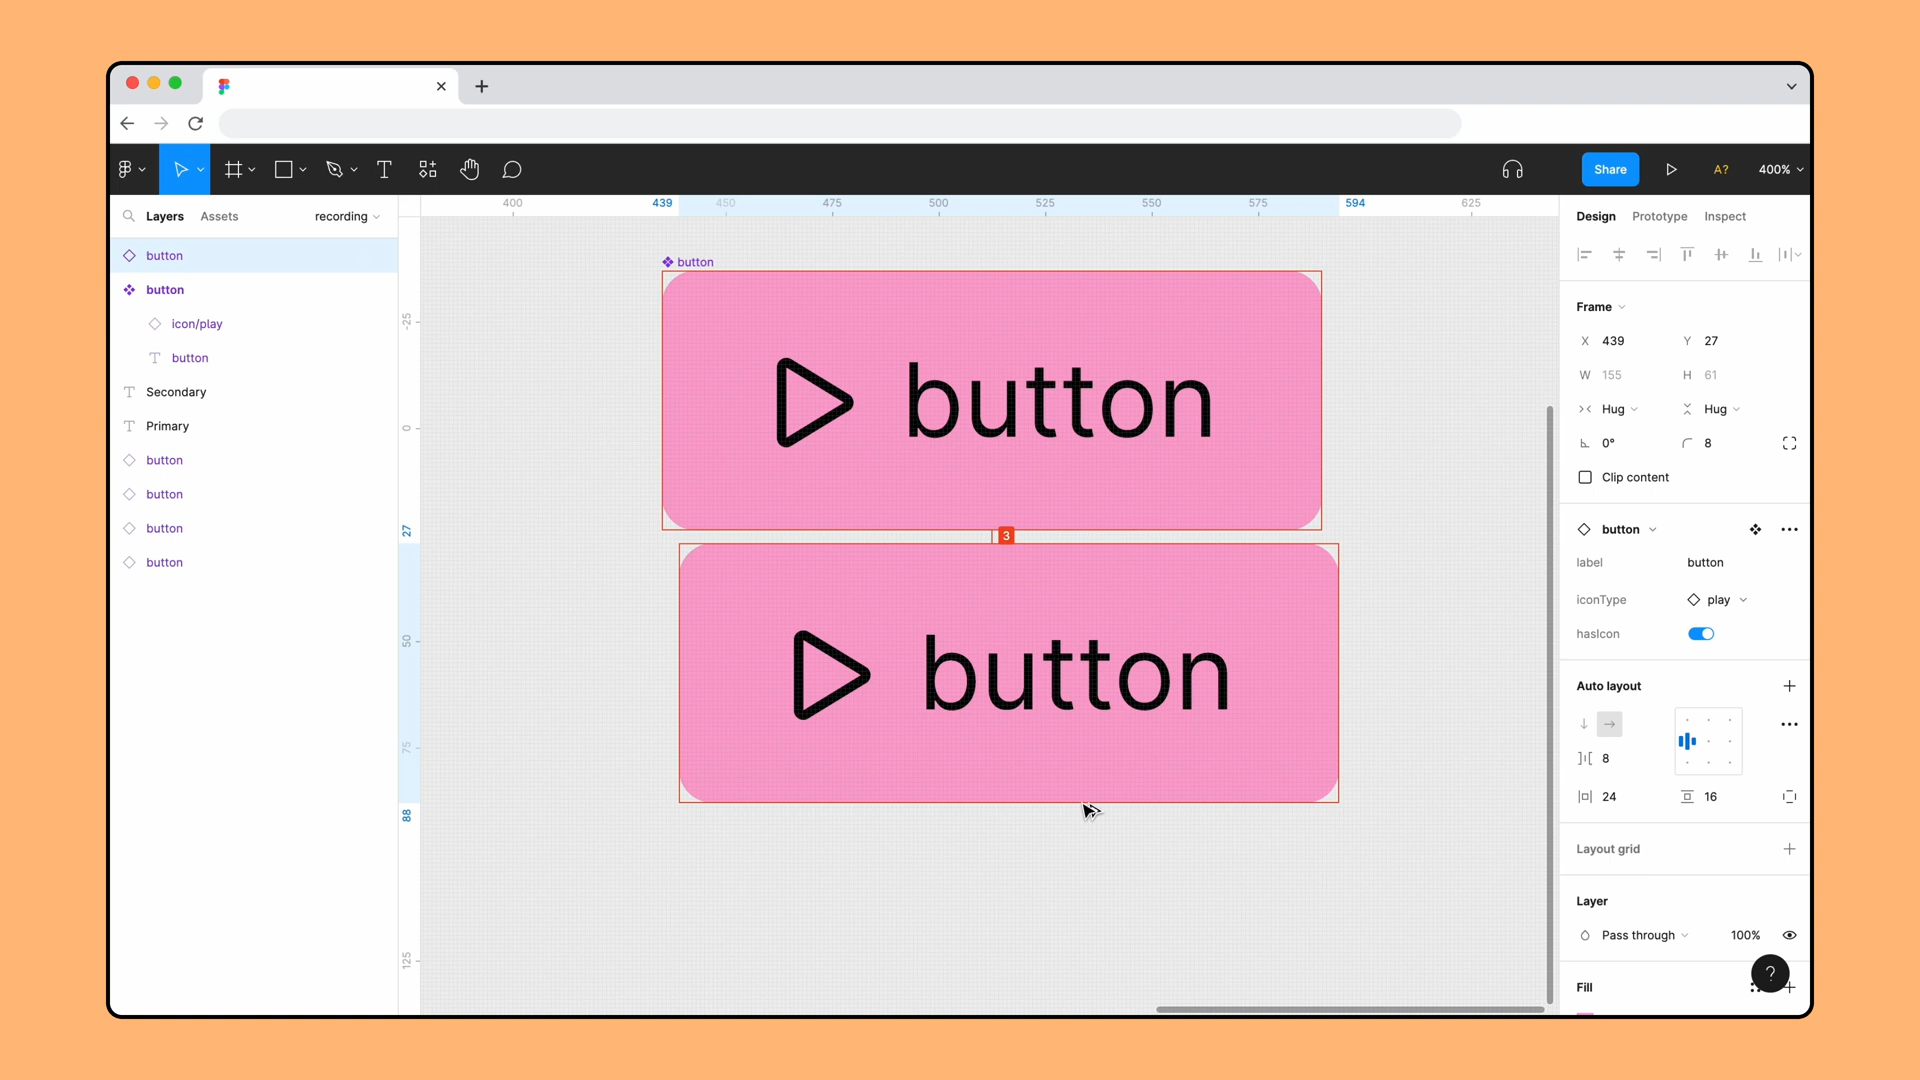 Share
A?
400%
Layers
Assets
recording
400
439
450
475
500
525
550
575
594
625
Design
Prototype
Inspect
button
button
icon/play
button
Secondary
Primary
button
button
button
button
-25
0
27
50
75
88
125
button
button
3
button
Frame
X 439
Y 27
W 155
H 61
Hug
Hug
0°
8
Clip content
button
label
button
iconType
play
hasIcon
Auto layout
8
24
16
Layout grid
Layer
Pass through
100%
Fill
?